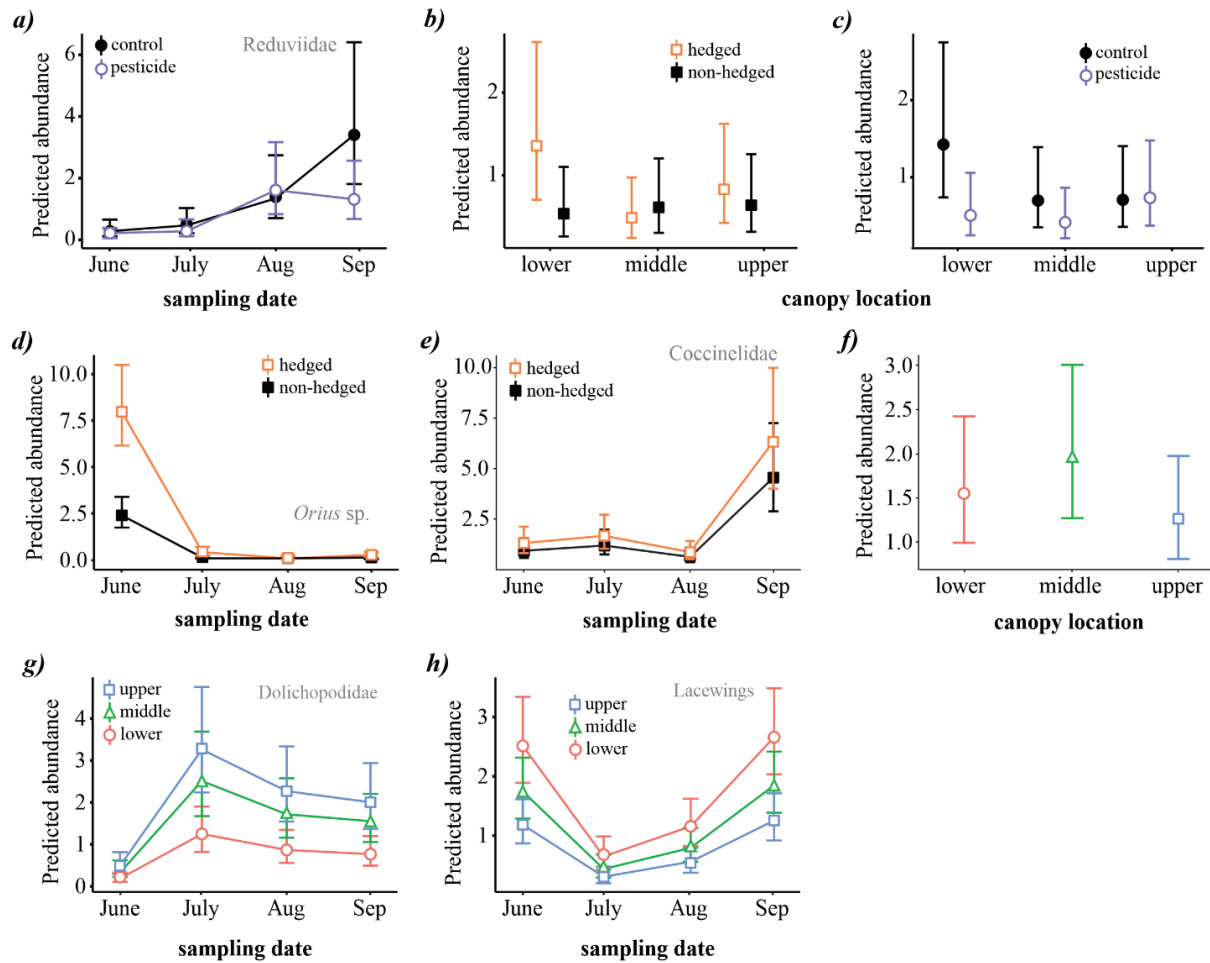 a)
Predicted abundance
6
4
2
0
control
pesticide
Reduviidae
June July Aug Sep
sampling date
b)
Predicted abundance
2
1
hedged
non-hedged
lower middle upper
c)
Predicted abundance
2
1
control
pesticide
lower middle upper
canopy location
d)
Predicted abundance
10.0
7.5
5.0
2.5
0.0
hedged
non-hedged
Orius sp.
June July Aug Sep
sampling date
e)
Predicted abundance
10.0
7.5
5.0
2.5
hedged
non-hedged
Coccinelidae
June July Aug Sep
sampling date
f)
Predicted abundance
3.0
2.5
2.0
1.5
1.0
lower middle upper
canopy location
g)
Predicted abundance
4
3
2
1
0
upper
middle
lower
Dolichopodidae
June July Aug Sep
sampling date
h)
Predicted abundance
3
2
1
upper
middle
lower
Lacewings
June July Aug Sep
sampling date